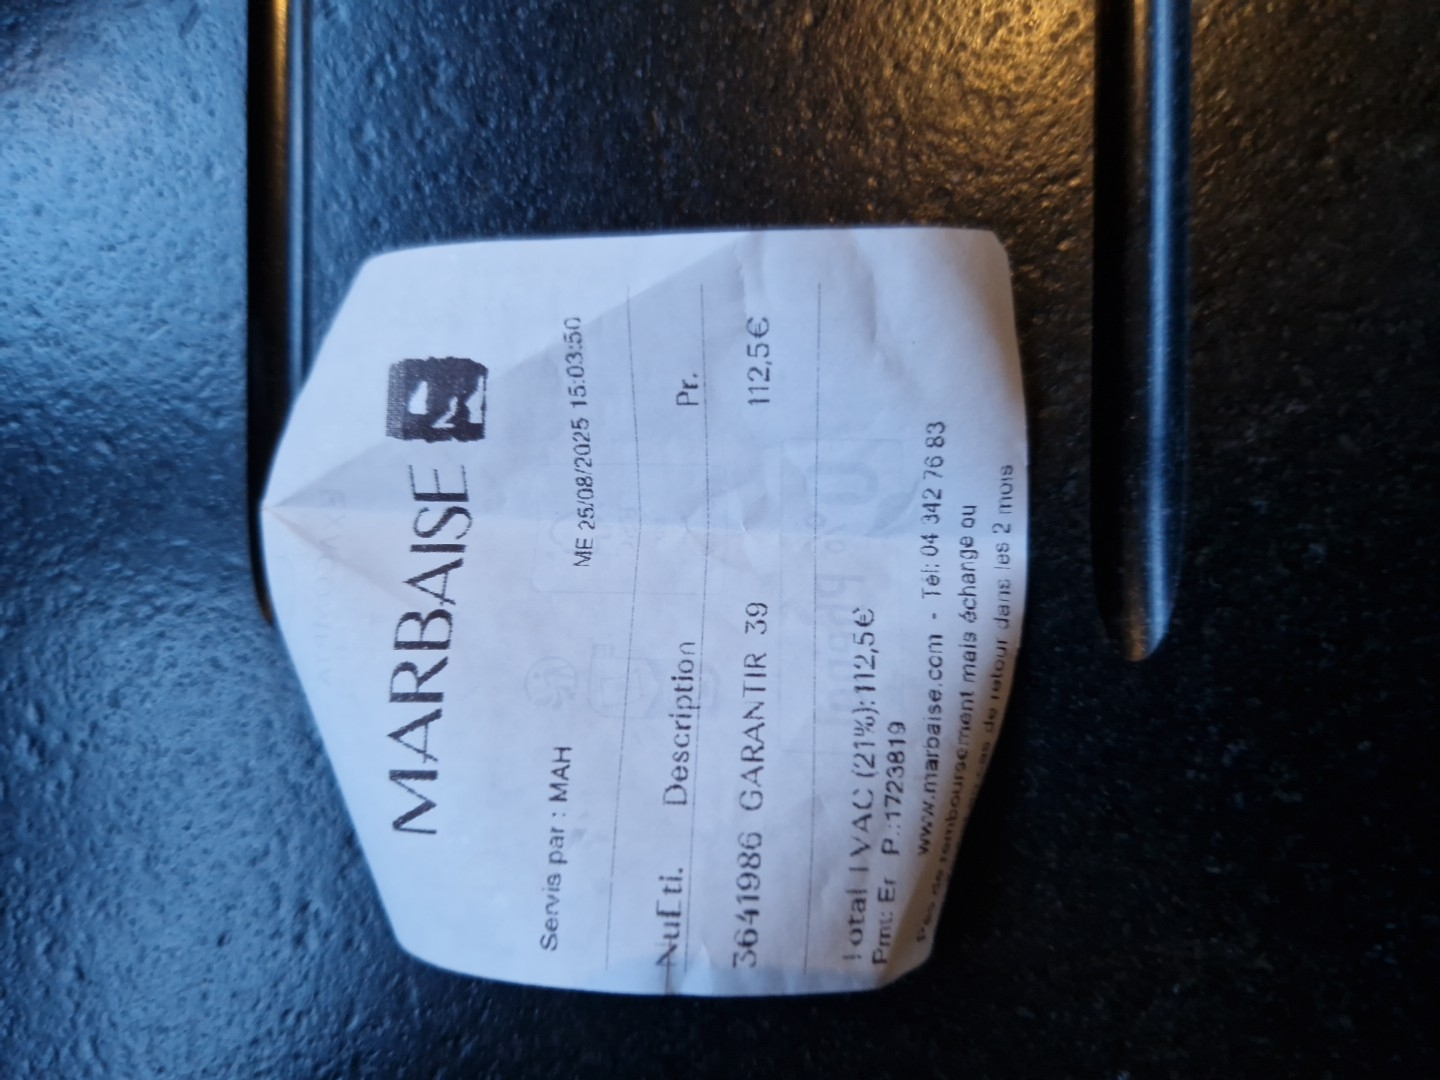 MARBAISE
ME 25/08/2025 15:03:50
Servis par : MAH
NuEti. Description Pr.
3641986 GARANTIR 39 112,5€
Total TVAC (21%):112,5€
Pmt: Er P.:1723819
www.marbaise.com - Tél: 04 342 76 83
Pas de remboursement mais échange ou
de retour dans les 2 mois